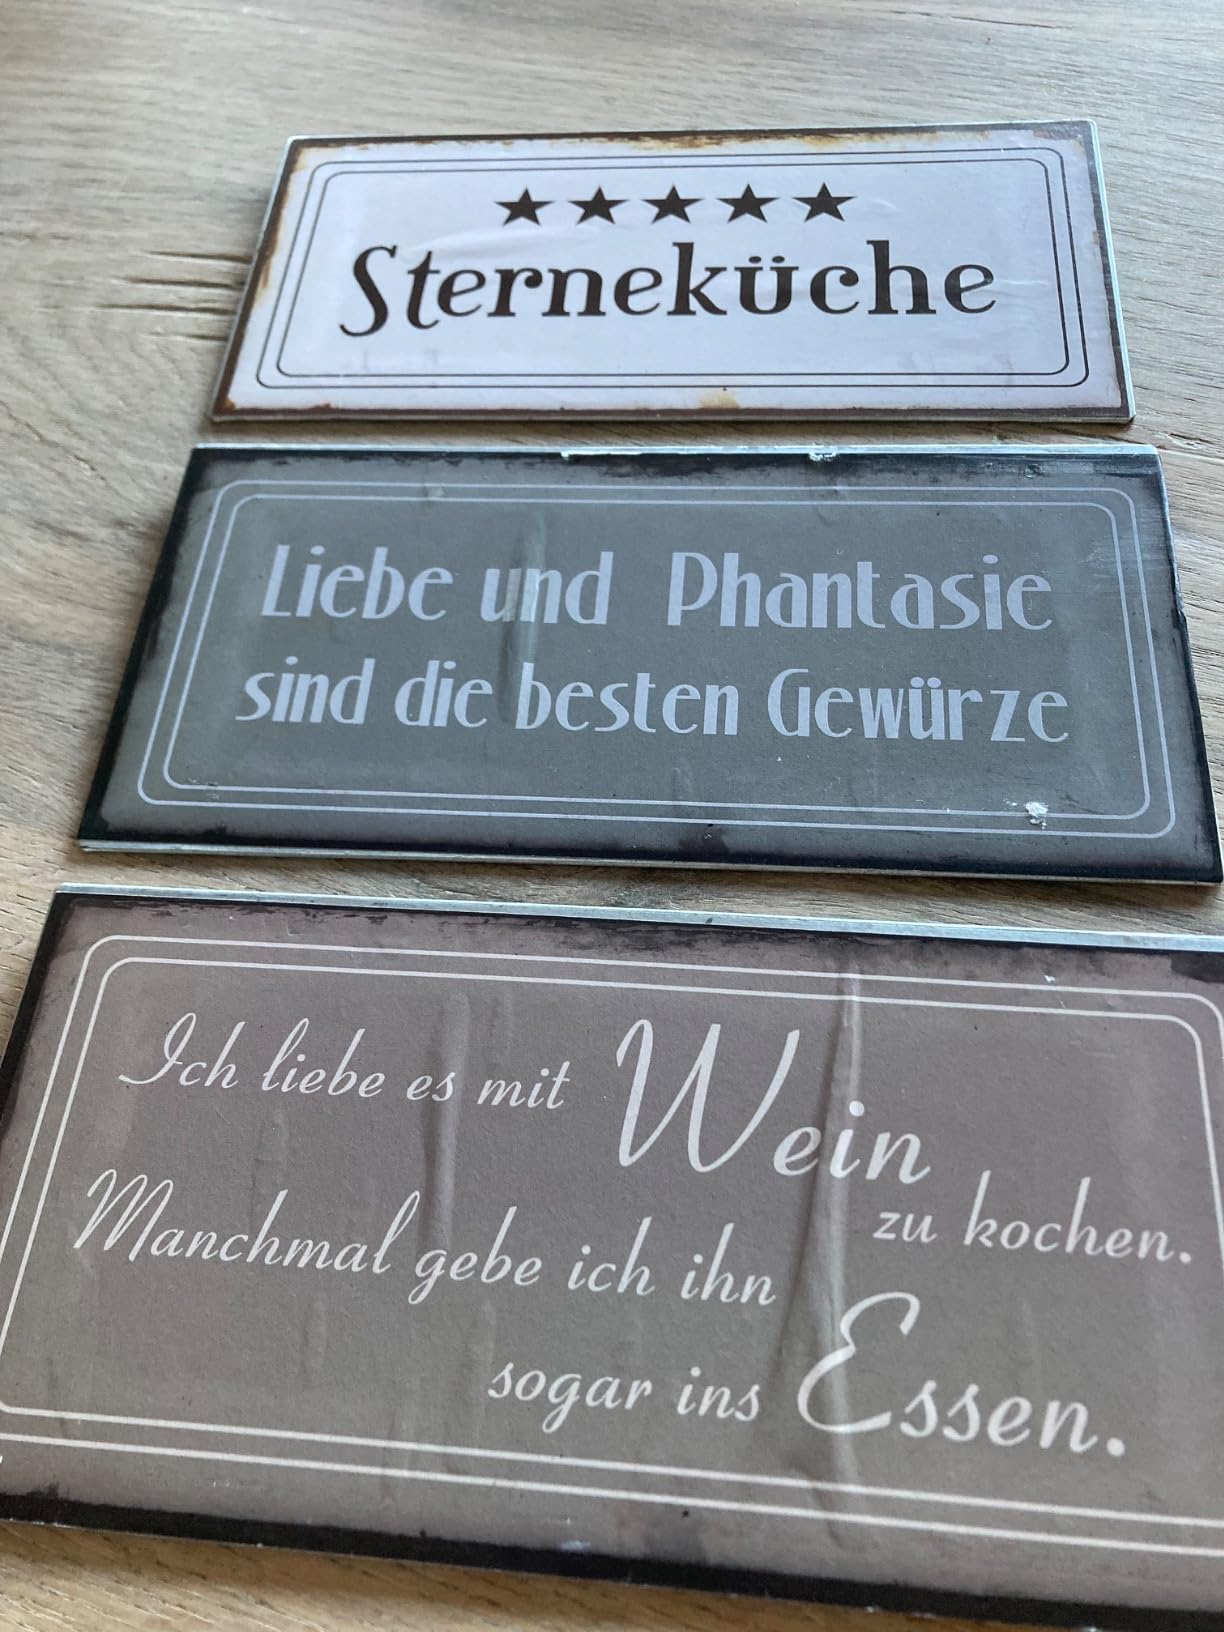 Sterneküche
Liebe und Phantasie
sind die besten Gewürze
Ich liebe es mit Wein
zu kochen.
Manchmal gebe ich ihn
sogar ins Essen.